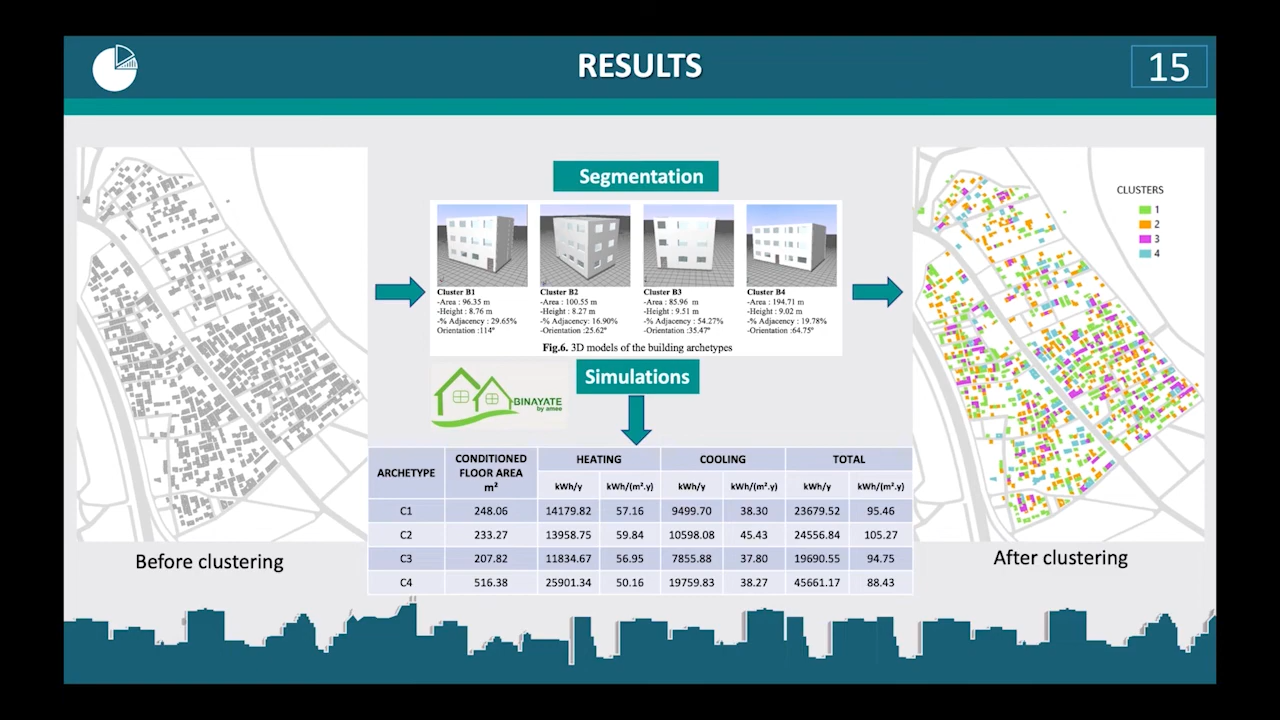 RESULTS
15
Segmentation
Cluster B1
-Area : 96.35 m
-Height : 8.76 m
-% Adjacency : 29.65%
Orientation :114°
Cluster B2
-Area : 100.55 m
-Height : 8.27 m
-% Adjacency: 16.90%
-Orientation :25.62°
Cluster B3
-Area : 85.96 m
-Height : 9.51 m
-% Adjacency : 54.27%
-Orientation :35.47°
Cluster B4
-Area : 194.71 m
-Height : 9.02 m
-% Adjacency : 19.78%
-Orientation :64.75°
Fig.6. 3D models of the building archetypes
CLUSTERS
1
2
3
4
BINAYATE
by amee
Simulations
ARCHETYPE CONDITIONED FLOOR AREA m² HEATING COOLING TOTAL
kWh/y kWh/(m².y) kWh/y kWh/(m².y) kWh/y kWh/(m².y)
C1 248.06 14179.82 57.16 9499.70 38.30 23679.52 95.46
C2 233.27 13958.75 59.84 10598.08 45.43 24556.84 105.27
C3 207.82 11834.67 56.95 7855.88 37.80 19690.55 94.75
C4 516.38 25901.34 50.16 19759.83 38.27 45661.17 88.43
Before clustering
After clustering